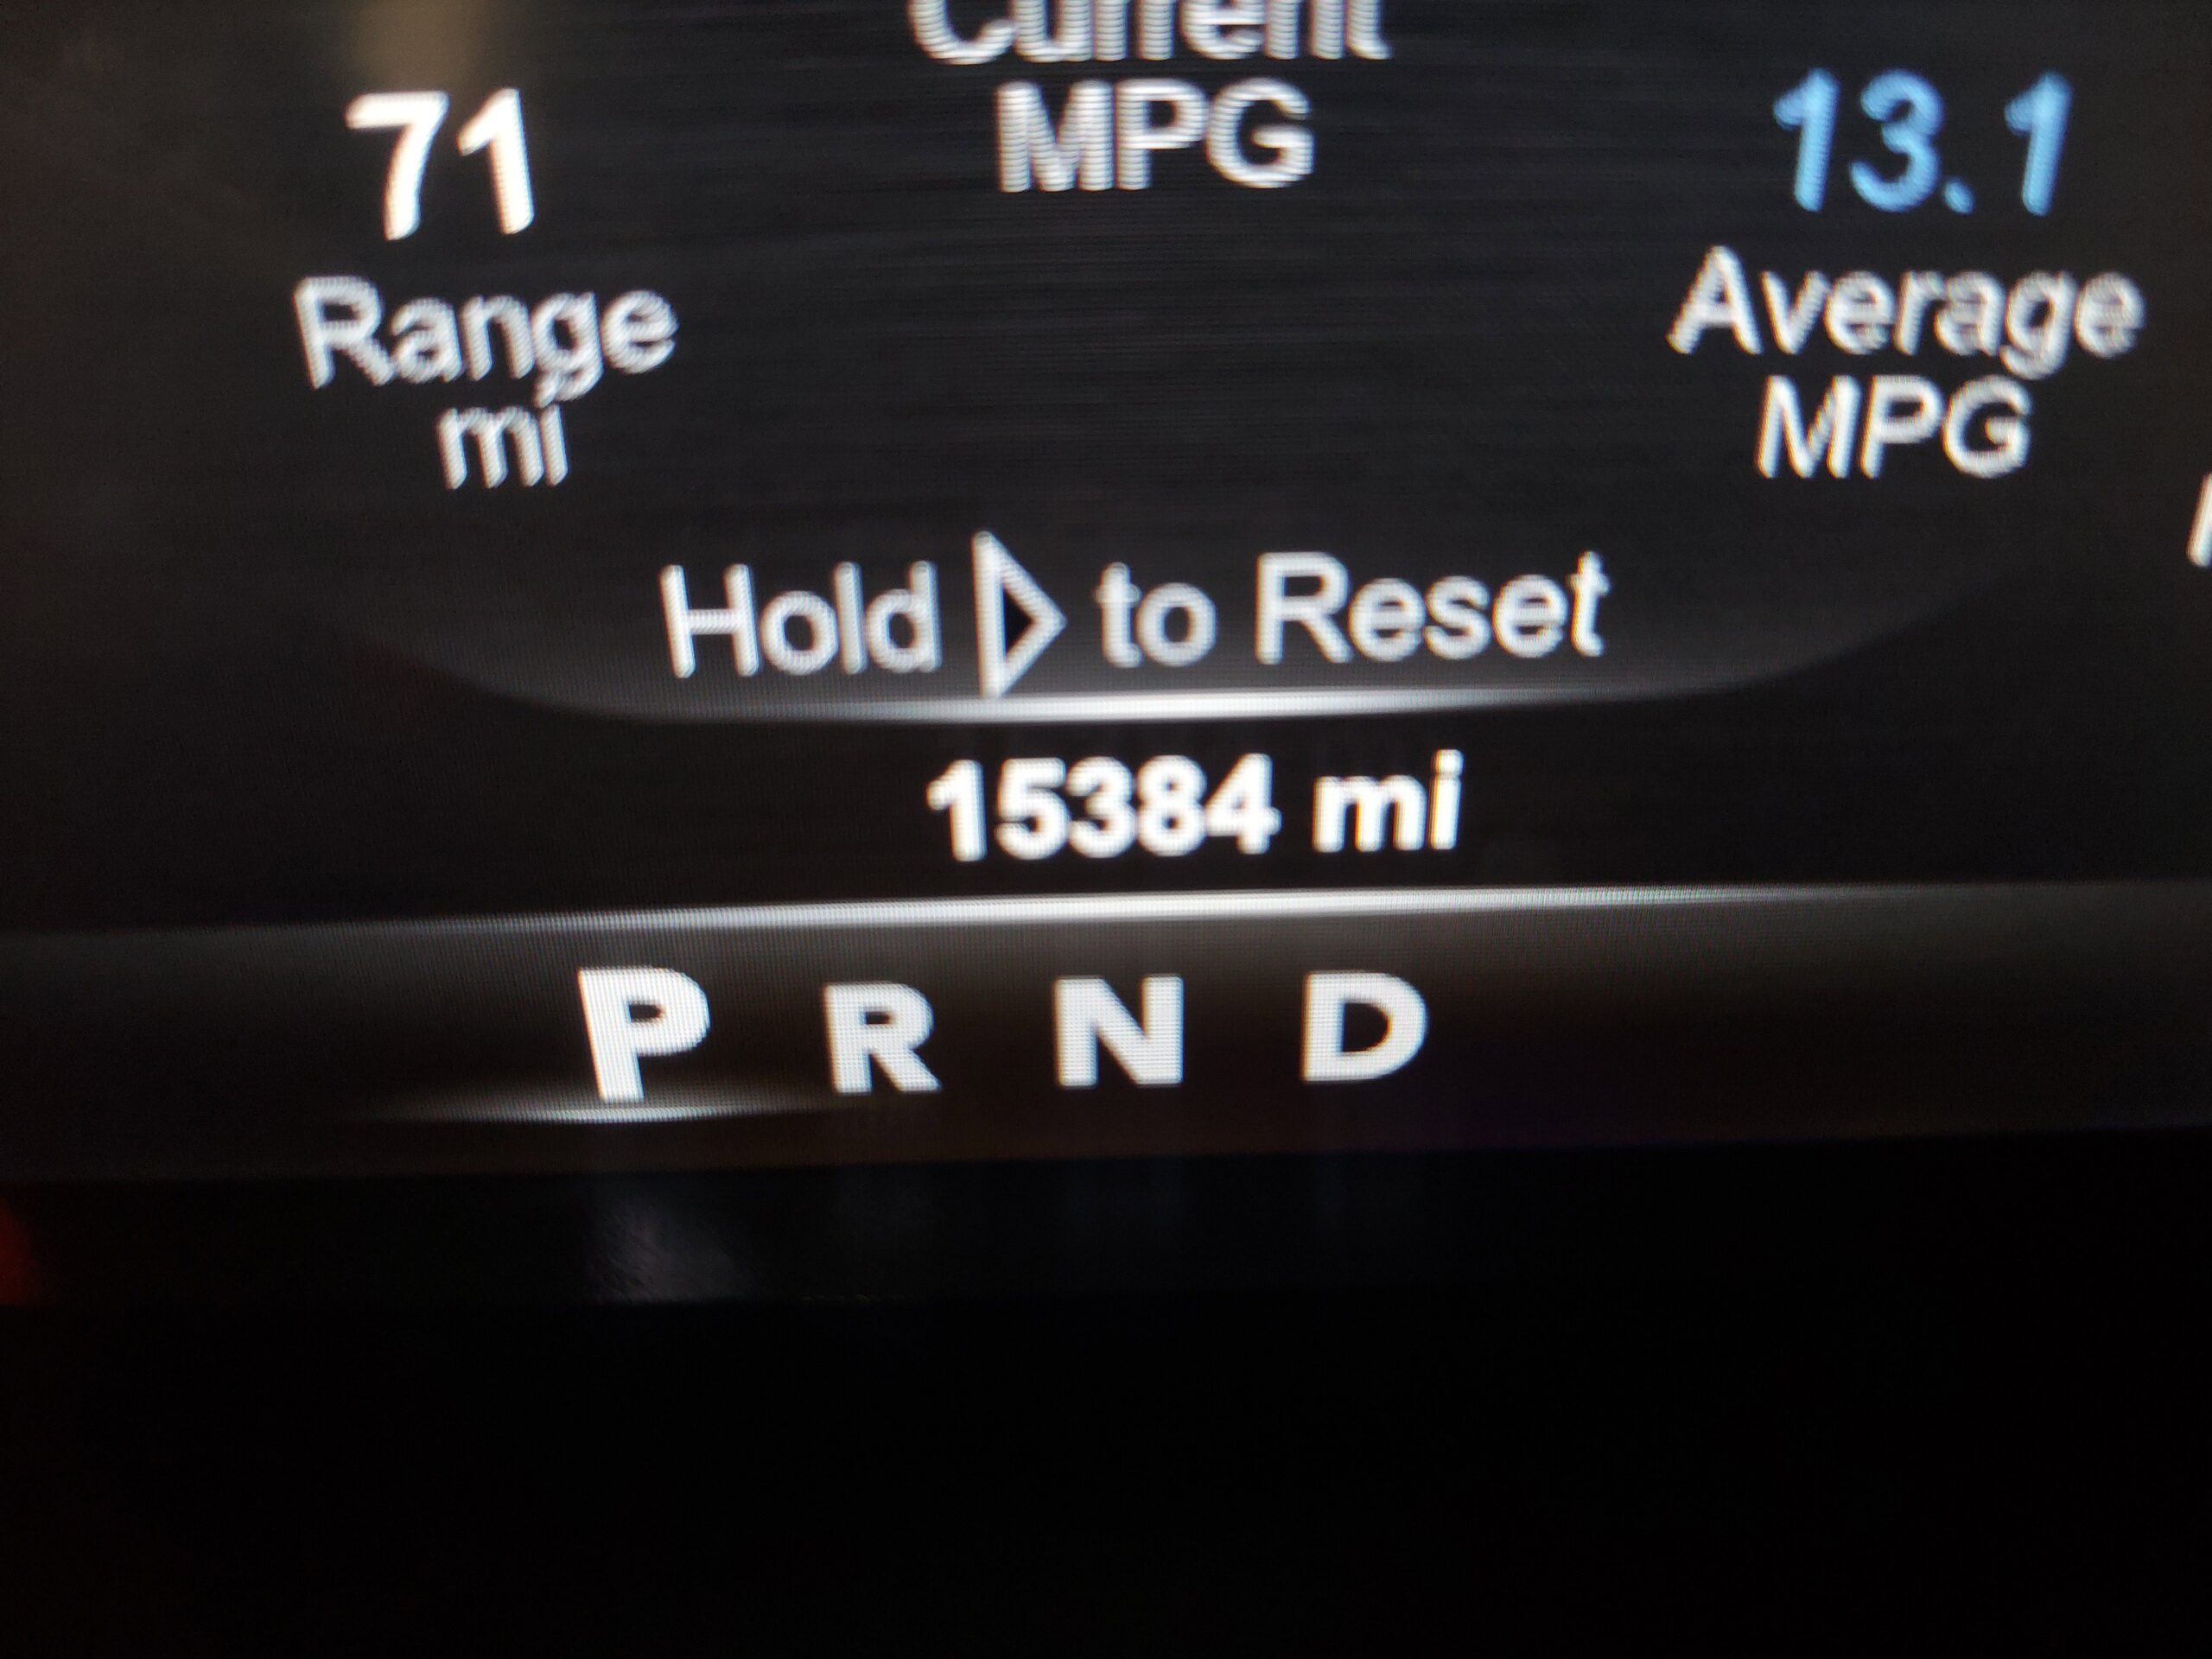 Current
MPG
71
Range
mi
13.1
Average
MPG
Hold ▷ to Reset
15384 mi
P R N D